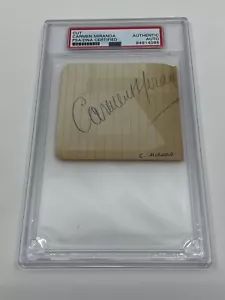 CUT
CARMEN MIRANDA
PSA/DNA CERTIFIED
AUTHENTIC
AUTO
Carmen Miranda
C. MIRANDA